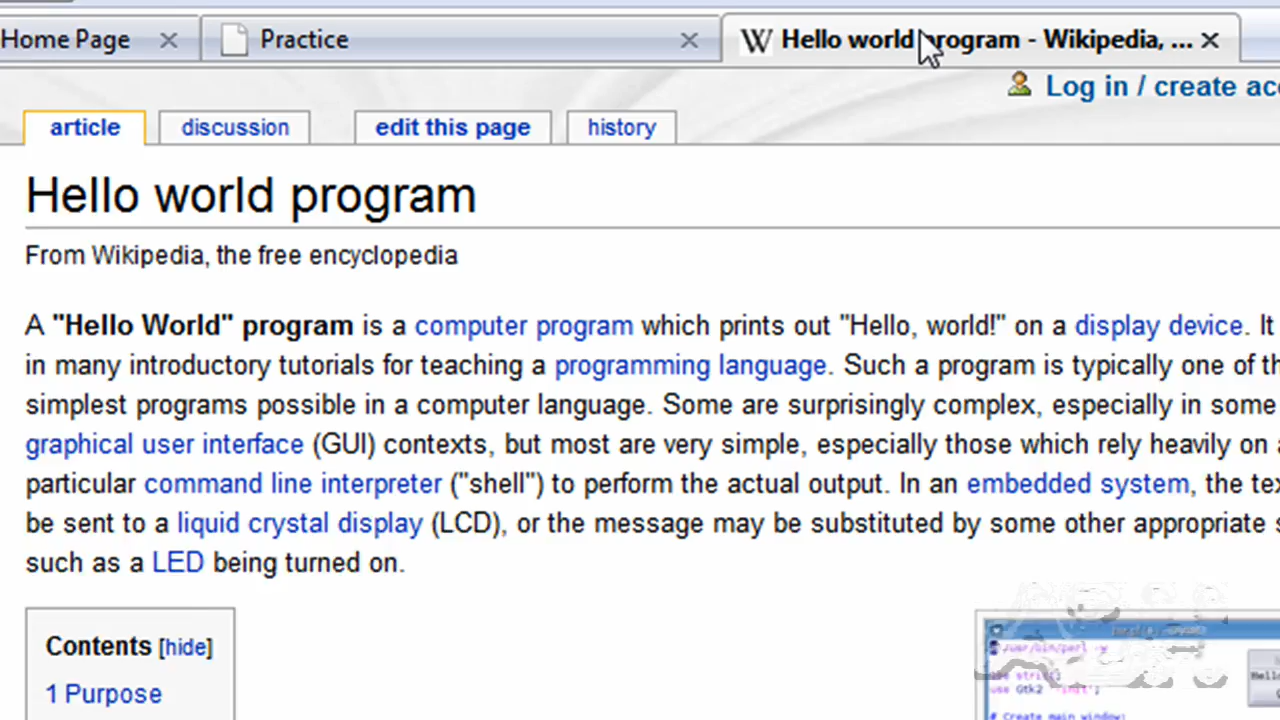 Home Page
Practice
Hello world program - Wikipedia, ...
Log in / create
article discussion edit this page history
Hello world program
From Wikipedia, the free encyclopedia
A "Hello World" program is a computer program which prints out "Hello, world!" on a display device. It
in many introductory tutorials for teaching a programming language. Such a program is typically one of
simplest programs possible in a computer language. Some are surprisingly complex, especially in some
graphical user interface (GUI) contexts, but most are very simple, especially those which rely heavily on
particular command line interpreter ("shell") to perform the actual output. In an embedded system, the
be sent to a liquid crystal display (LCD), or the message may be substituted by some other appropriate
such as a LED being turned on.
Contents [hide]
1 Purpose
use Gtk2
# Create main window: